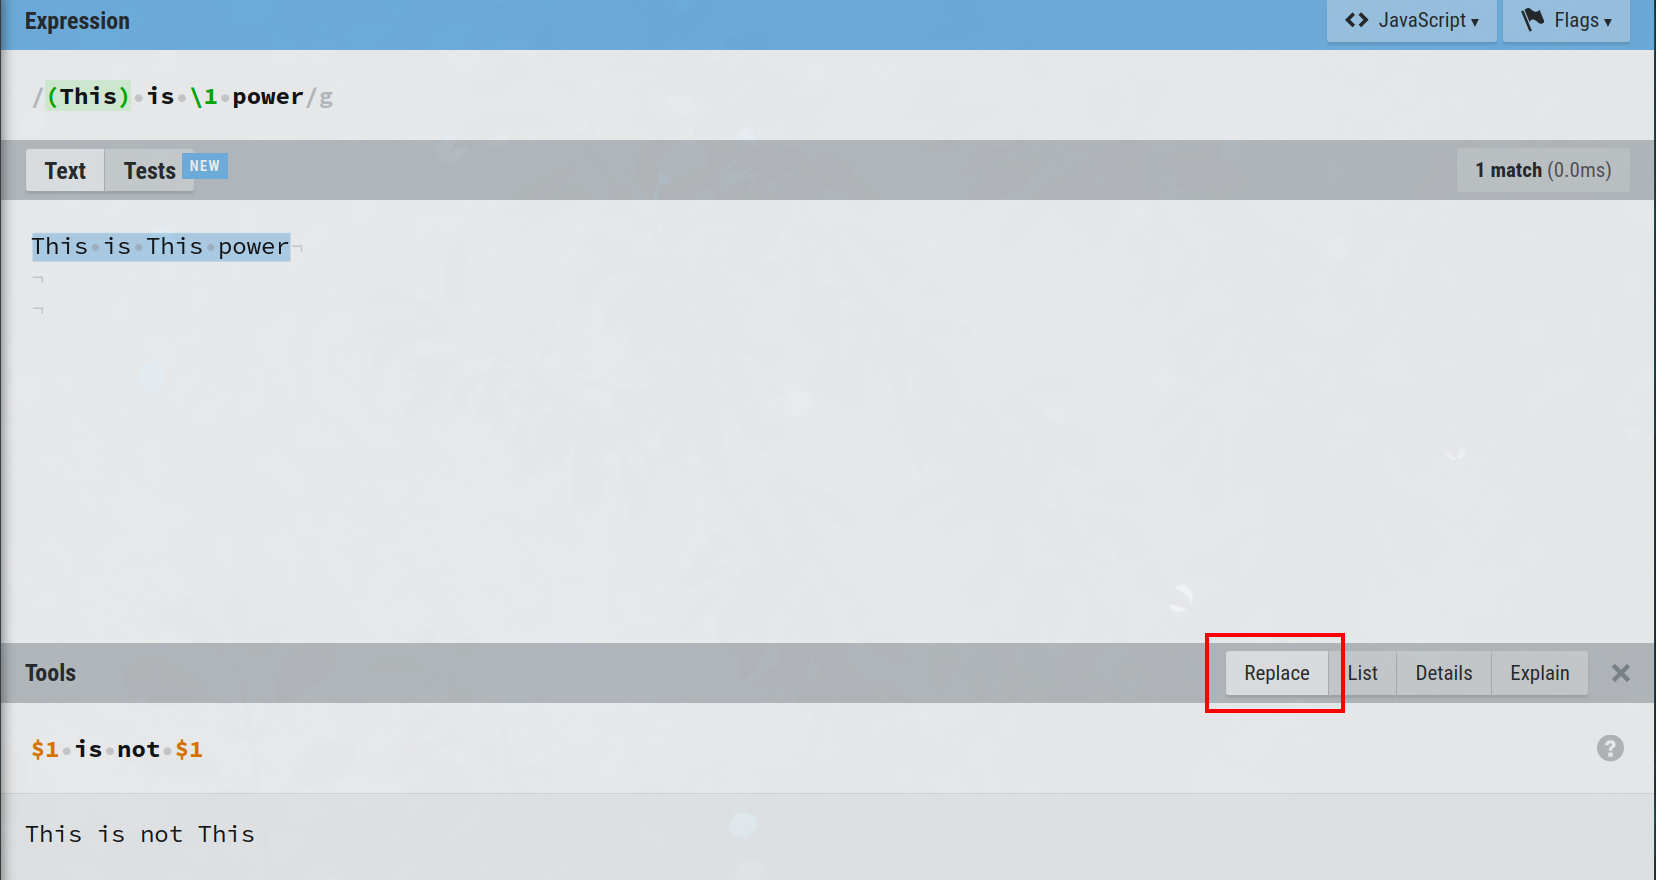 Expression
<> JavaScript ▾ Flags ▾
/(This)·is·\1·power/g
Text Tests NEW 1 match (0.0ms)
This·is·This·power¬
¬
¬
Tools Replace List Details Explain ×
$1·is·not·$1 ?
This is not This